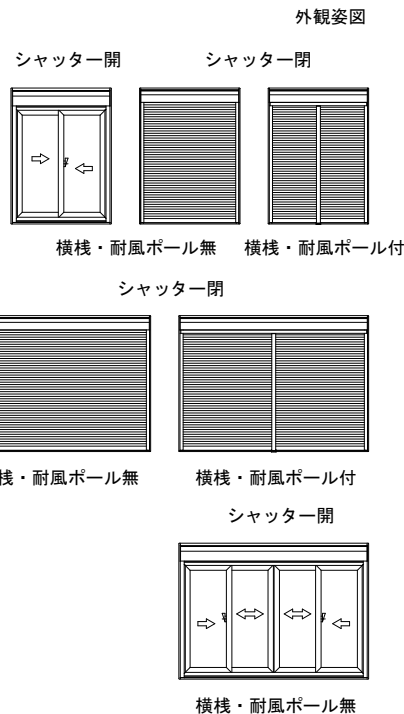 外観姿図
シャッター開
シャッター閉
横桟・耐風ポール無
横桟・耐風ポール付
シャッター閉
桟・耐風ポール無
横桟・耐風ポール付
シャッター開
横桟・耐風ポール無